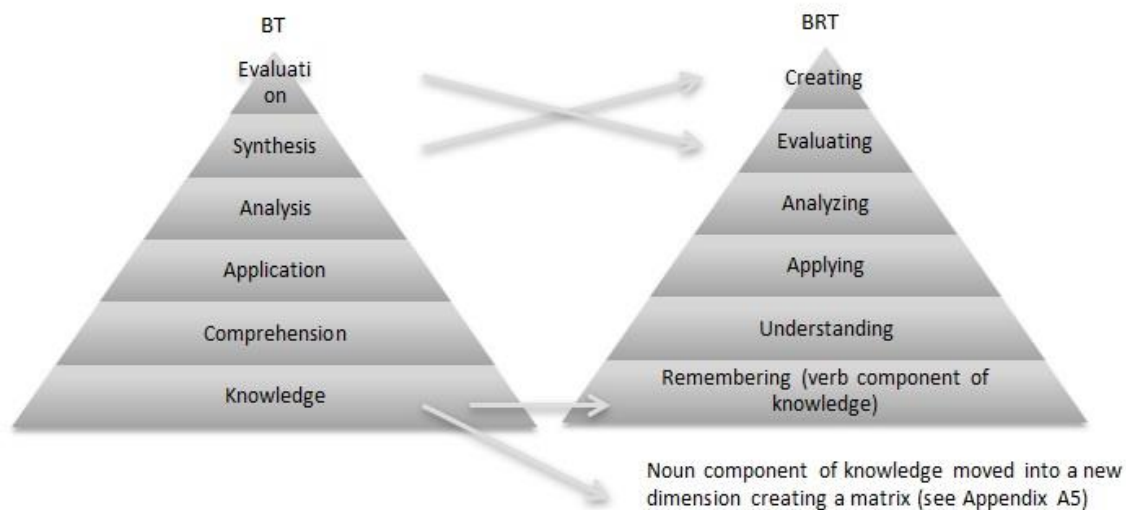 BT
Evaluati
on
Synthesis
Analysis
Application
Comprehension
Knowledge
BRT
Creating
Evaluating
Analyzing
Applying
Understanding
Remembering (verb component of
knowledge)
Noun component of knowledge moved into a new
dimension creating a matrix (see Appendix A5)